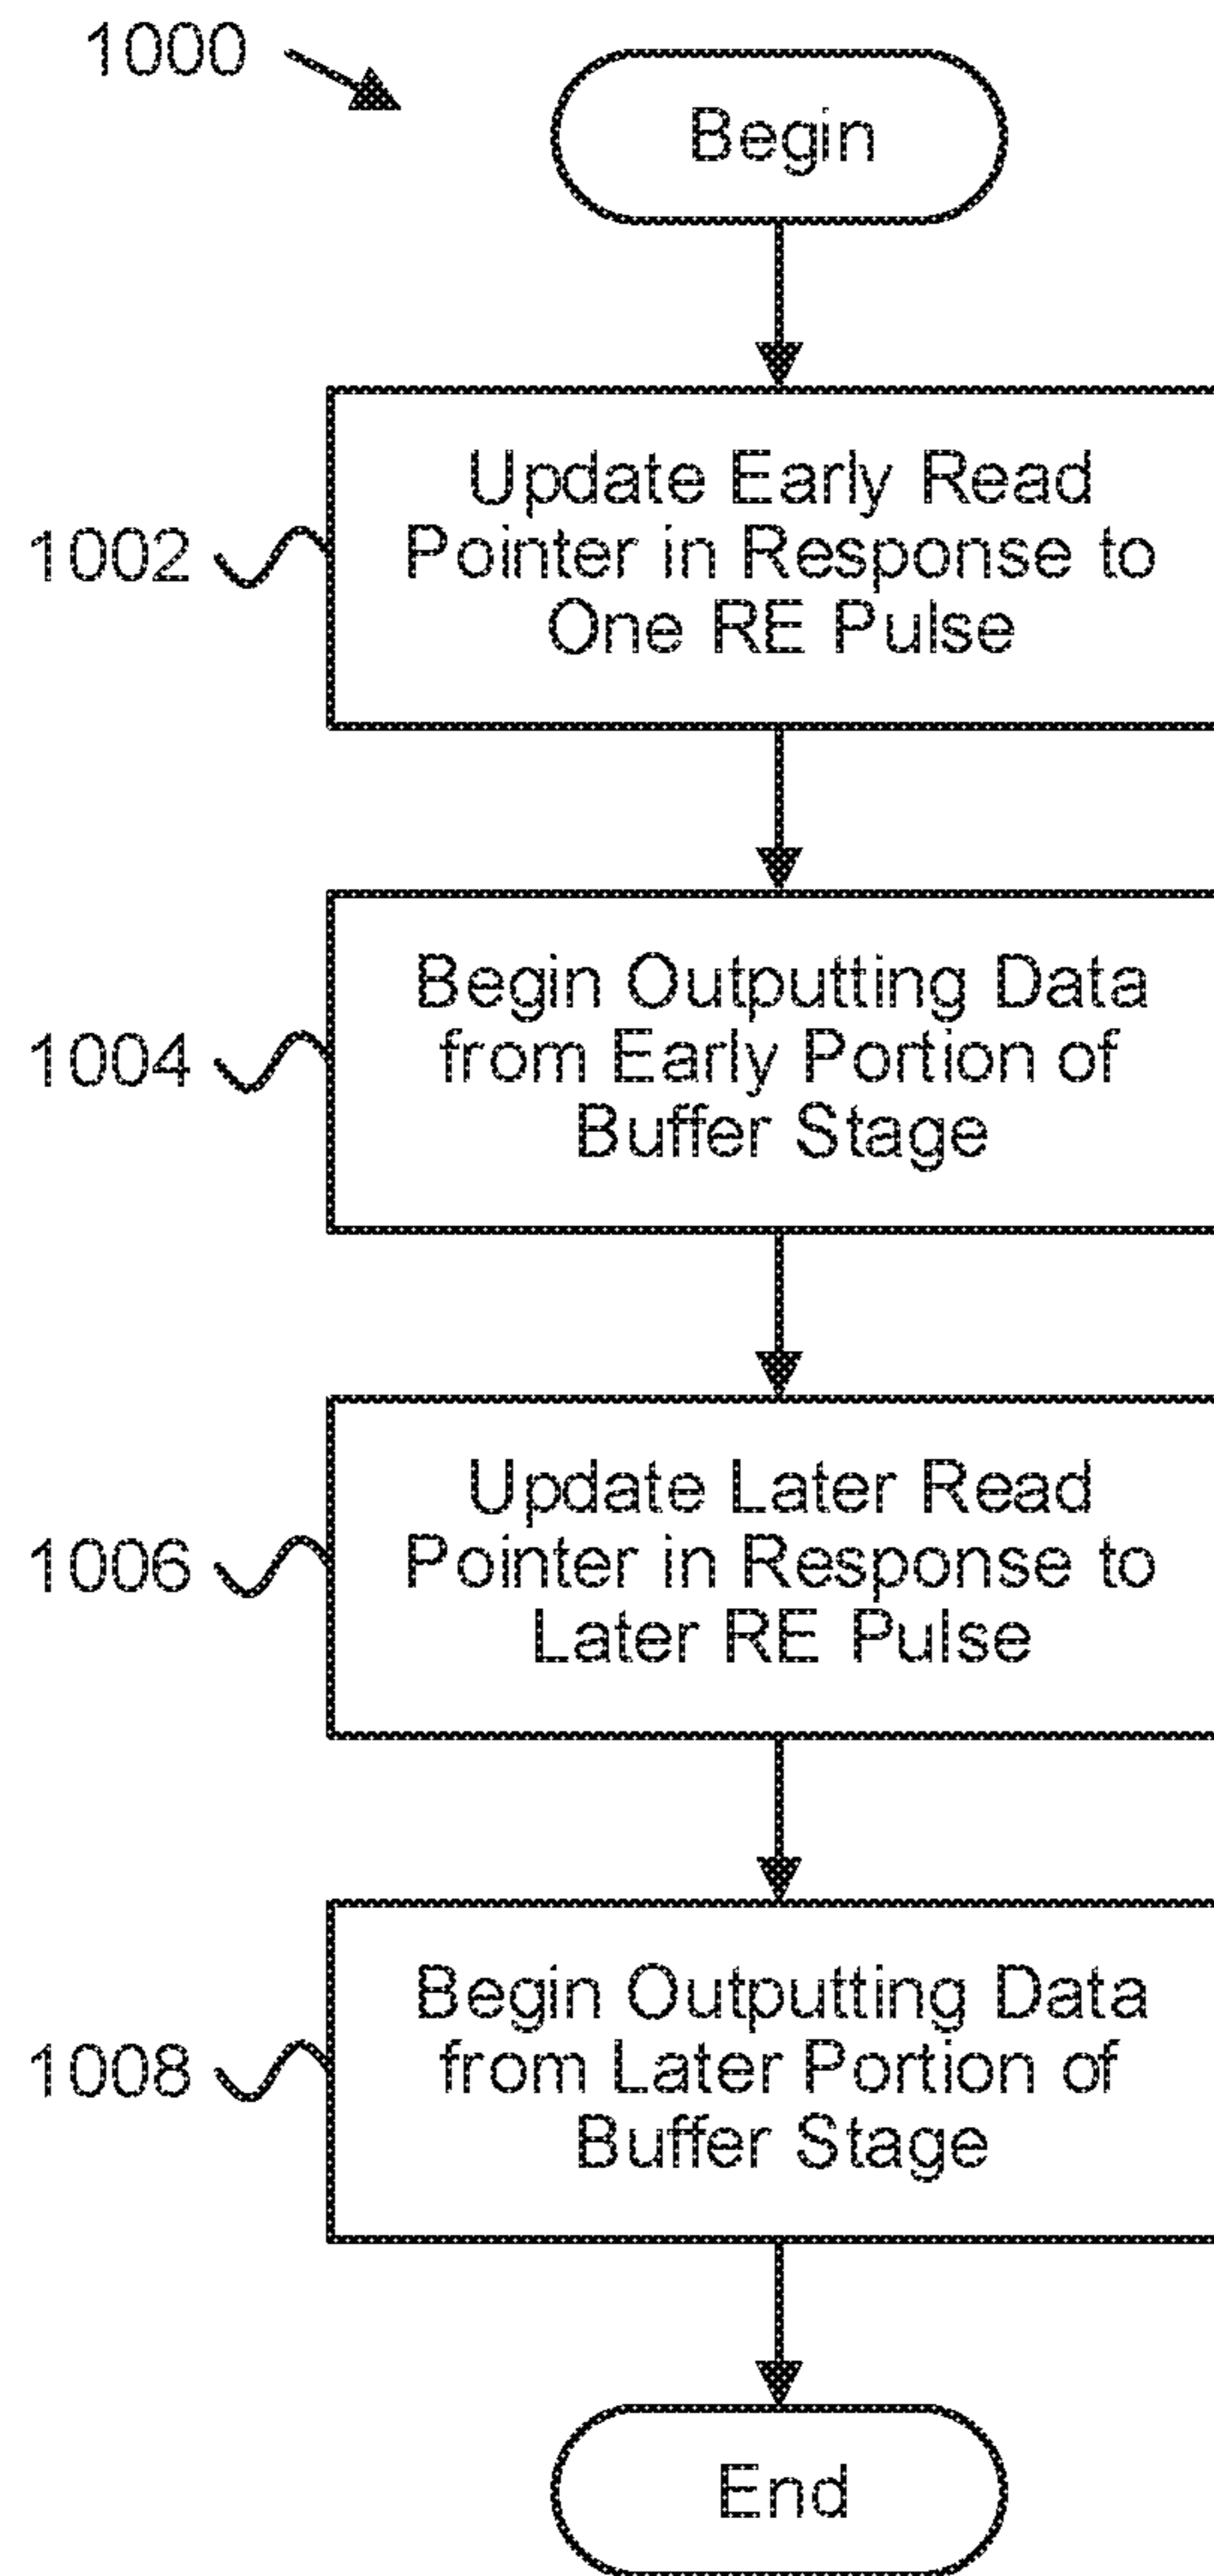 1000
Begin
Update Early Read
1002
Pointer in Response to
One RE Pulse
Begin Outputting Data
1004
from Early Portion of
Buffer Stage
Update Later Read
1006
Pointer in Response to
Later RE Pulse
Begin Outputting Data
1008
from Later Portion of
Buffer Stage
End